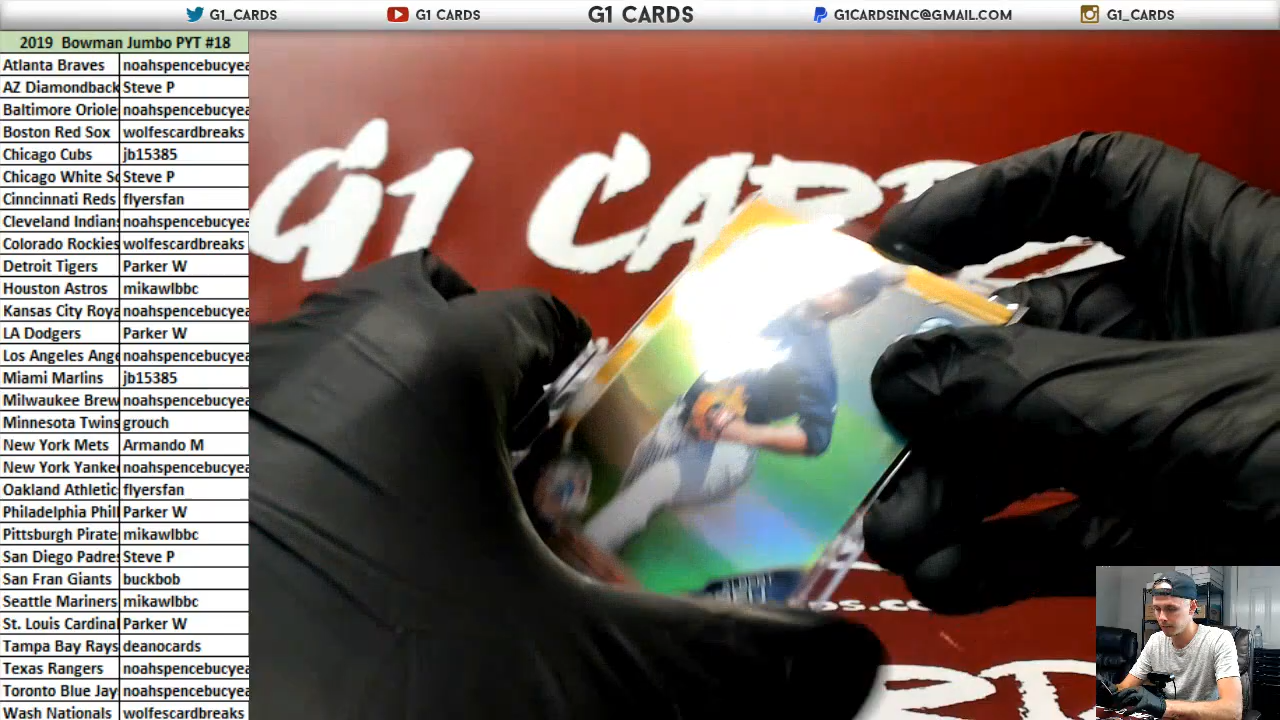 G1_CARDS G1 CARDS G1 CARDS G1CARDSINC@GMAIL.COM G1_CARDS
2019 Bowman Jumbo PYT #18
Atlanta Braves noahspencebucyea
AZ Diamondback Steve P
Baltimore Oriole noahspencebucyea
Boston Red Sox wolfescardbreaks
Chicago Cubs jb15385
Chicago White So Steve P
Cinncinnati Reds flyersfan
Cleveland Indians noahspencebucyea
Colorado Rockies wolfescardbreaks
Detroit Tigers Parker W
Houston Astros mikawlbbc
Kansas City Roya noahspencebucyea
LA Dodgers Parker W
Los Angeles Ange noahspencebucyea
Miami Marlins jb15385
Milwaukee Brew noahspencebucyea
Minnesota Twins grouch
New York Mets Armando M
New York Yankee noahspencebucyea
Oakland Athletic flyersfan
Philadelphia Phill Parker W
Pittsburgh Pirate mikawlbbc
San Diego Padres Steve P
San Fran Giants buckbob
Seattle Mariners mikawlbbc
St. Louis Cardinal Parker W
Tampa Bay Rays deanocards
Texas Rangers noahspencebucyea
Toronto Blue Jay noahspencebucyea
Wash Nationals wolfescardbreaks
G1 CARDS